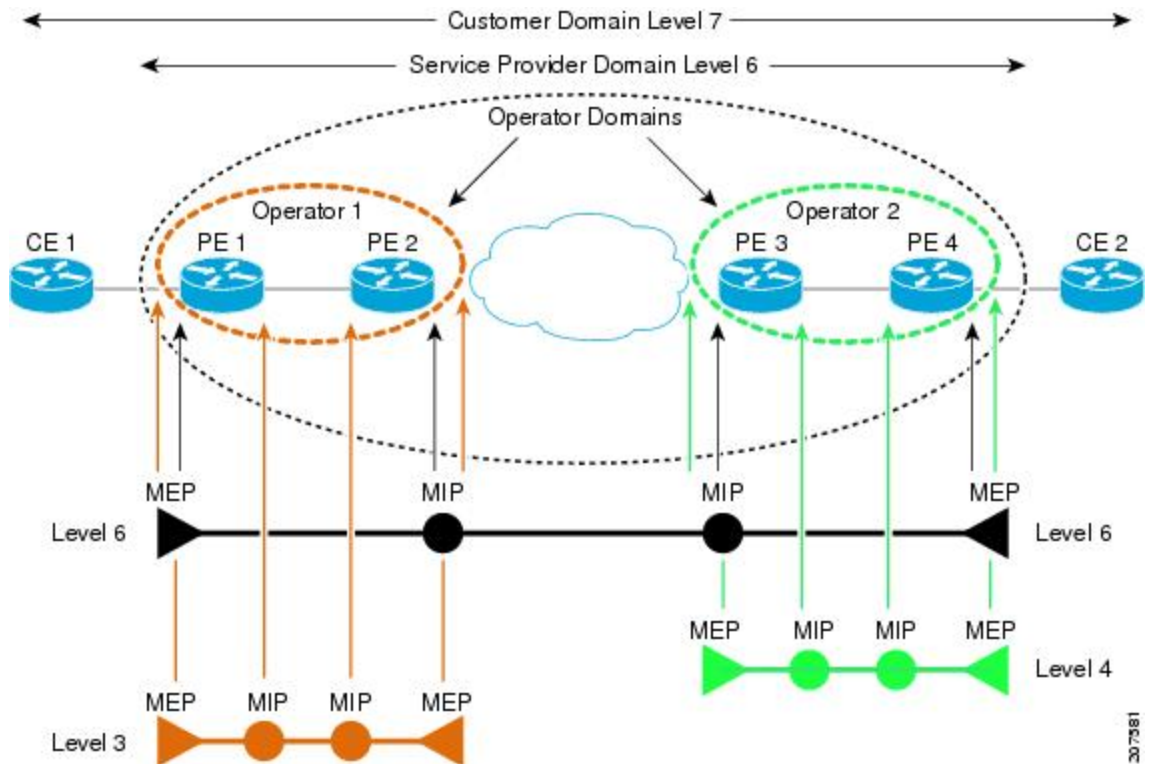 Customer Domain Level 7
Service Provider Domain Level 6
Operator Domains
Operator 1
Operator 2
CE 1
PE 1
PE 2
PE 3
PE 4
CE 2
MEP
MIP
MIP
MEP
Level 6
Level 6
MEP
MIP
MIP
MEP
Level 4
MEP
MIP
MIP
MEP
Level 3
207581